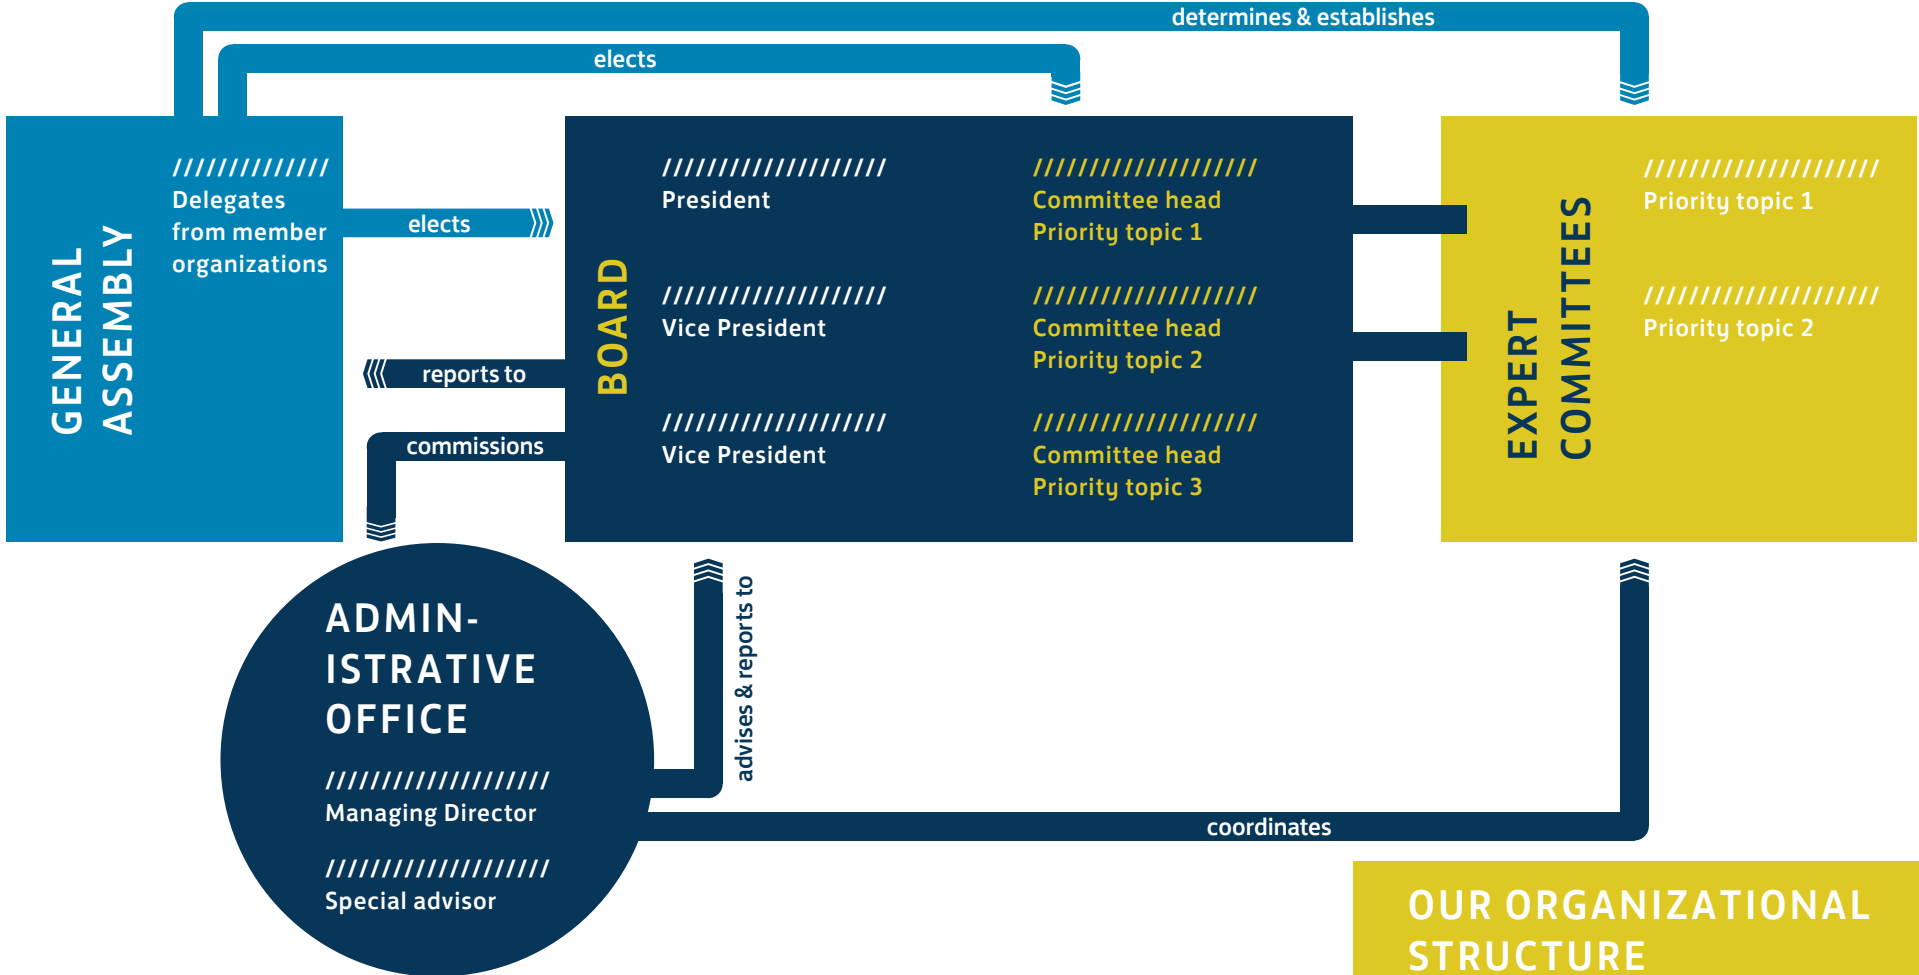 determines & establishes
elects
GENERAL
ASSEMBLY
//////////////
Delegates
from member
organizations
elects
reports to
commissions
BOARD
////////////////////
President
////////////////////
Vice President
////////////////////
Vice President
////////////////////
Committee head
Priority topic 1
////////////////////
Committee head
Priority topic 2
////////////////////
Committee head
Priority topic 3
EXPERT
COMMITTEES
/////////////////////
Priority topic 1
/////////////////////
Priority topic 2
ADMIN-
ISTRATIVE
OFFICE
////////////////////
Managing Director
////////////////////
Special advisor
advises & reports to
coordinates
OUR ORGANIZATIONAL
STRUCTURE